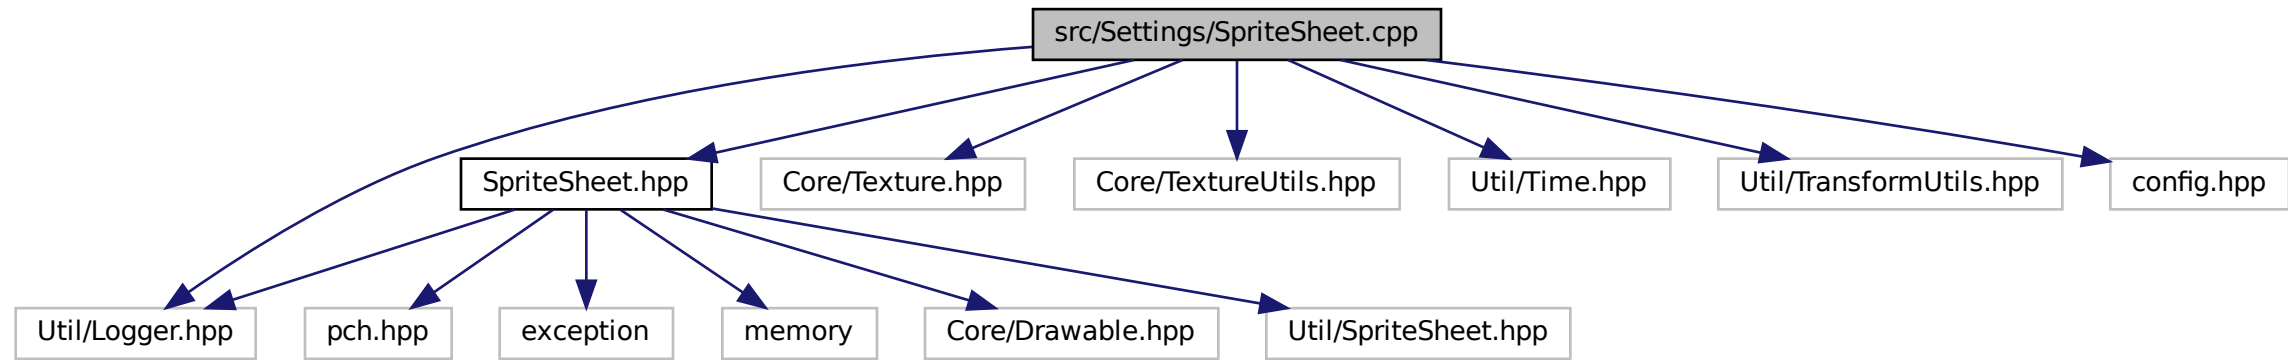 src/Settings/SpriteSheet.cpp
SpriteSheet.hpp
Core/Texture.hpp
Core/TextureUtils.hpp
Util/Time.hpp
Util/TransformUtils.hpp
config.hpp
Util/Logger.hpp
pch.hpp
exception
memory
Core/Drawable.hpp
Util/SpriteSheet.hpp